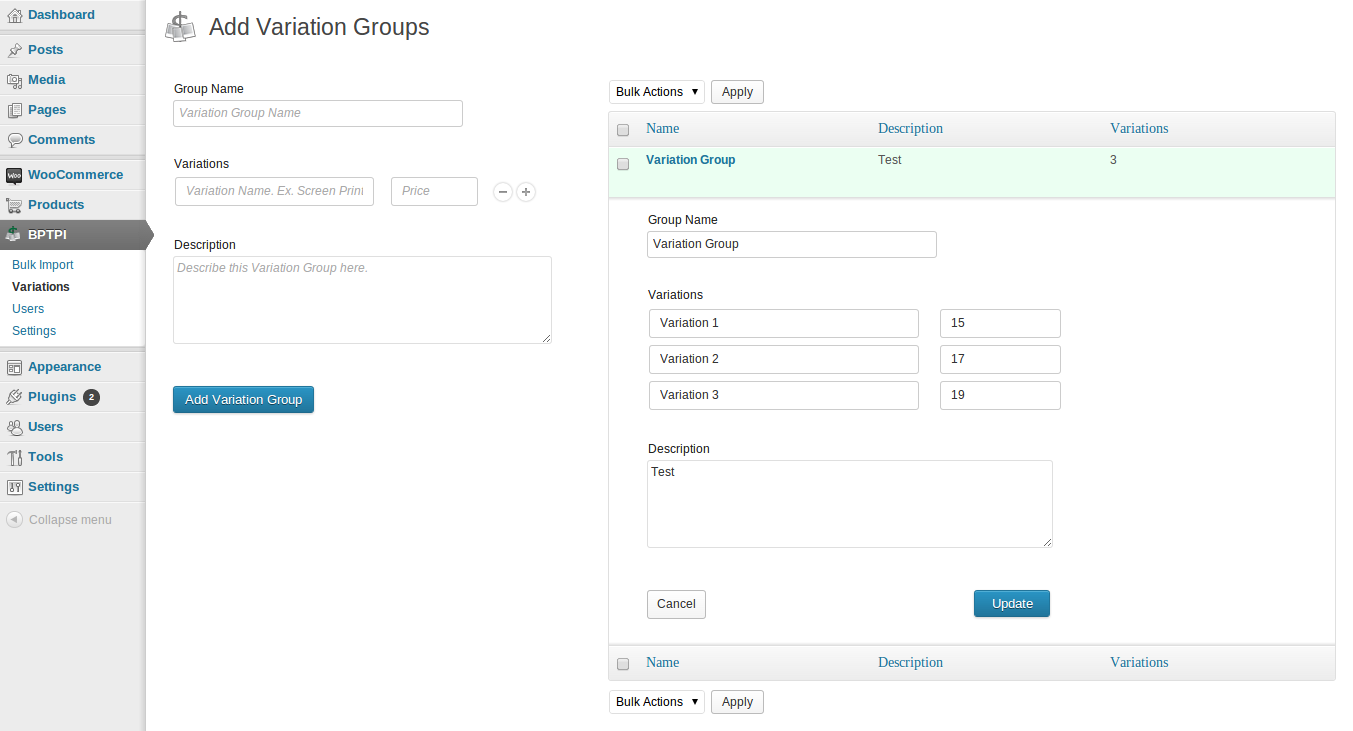 Dashboard
Posts
Media
Pages
Comments
Woo WooCommerce
Products
BPTPI
Bulk Import
Variations
Users
Settings
Appearance
Plugins 2
Users
Tools
Settings
Collapse menu
Add Variation Groups
Group Name
Variation Group Name
Variations
Variation Name. Ex. Screen Print Price
Description
Describe this Variation Group here.
Add Variation Group
Bulk Actions Apply
Name Description Variations
Variation Group Test 3
Group Name
Variation Group
Variations
Variation 1 15
Variation 2 17
Variation 3 19
Description
Test
Cancel Update
Name Description Variations
Bulk Actions Apply